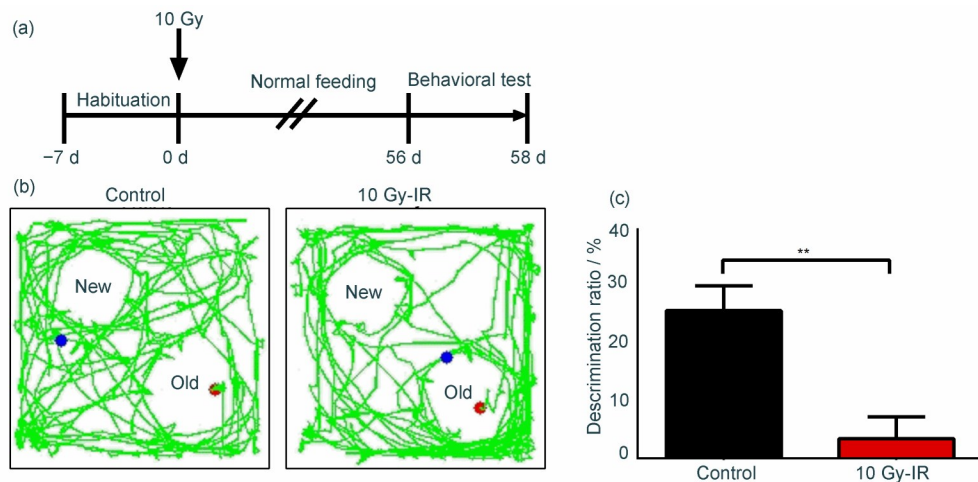 (a)
10 Gy
Habituation
Normal feeding
Behavioral test
−7 d
0 d
56 d
58 d
(b)
Control
10 Gy-IR
New
Old
New
Old
(c)
Descrimination ratio / %
40
30
20
10
0
**
Control
10 Gy-IR